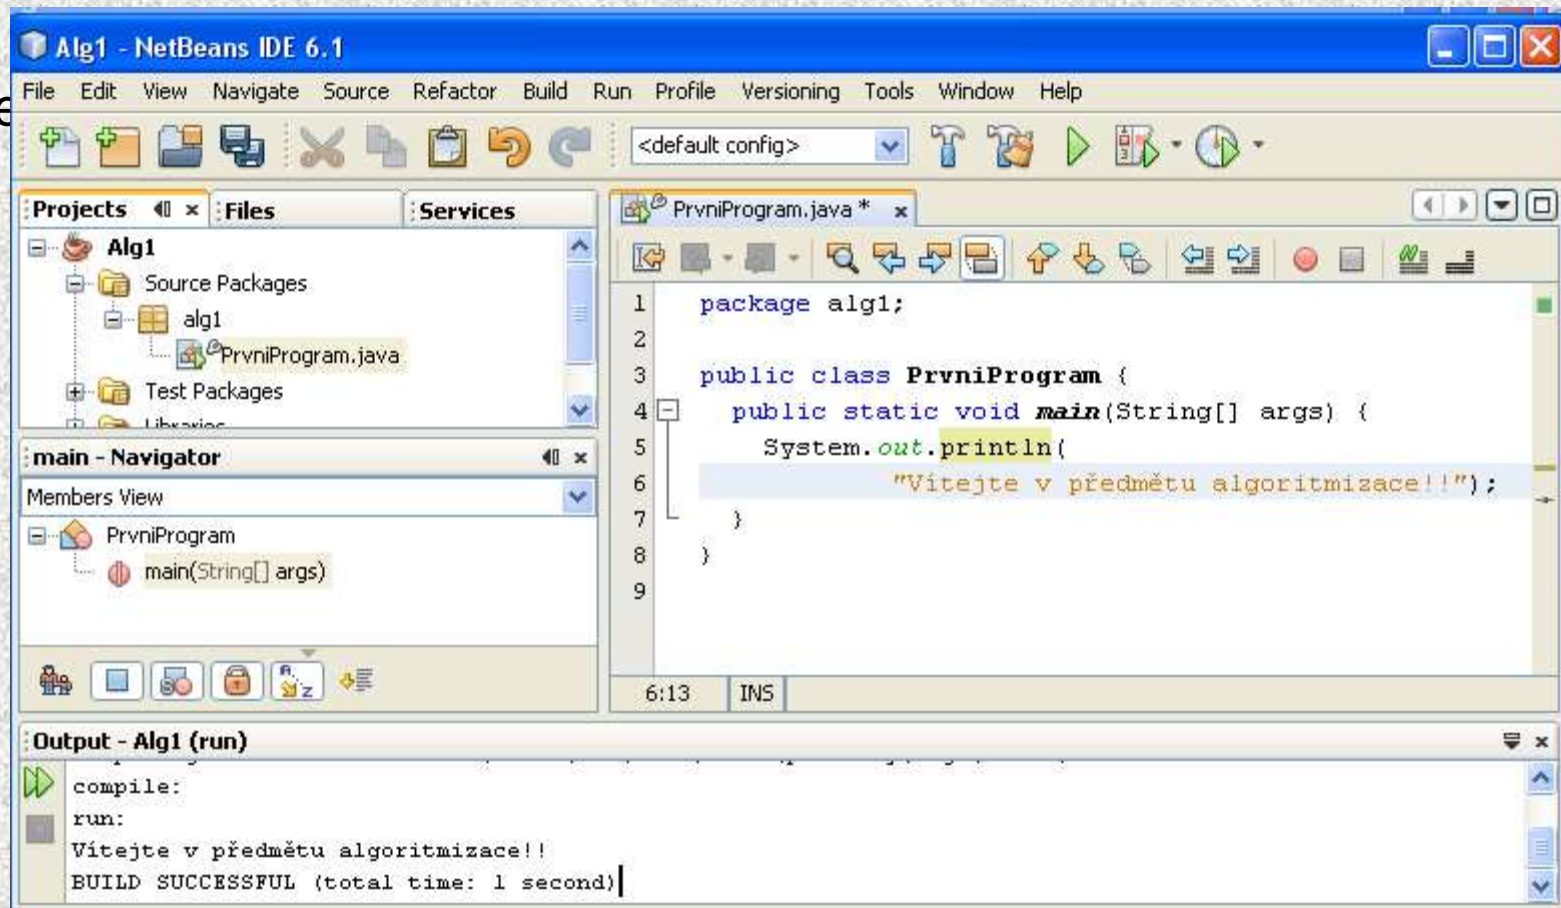 Alg1 - NetBeans IDE 6.1
File Edit View Navigate Source Refactor Build Run Profile Versioning Tools Window Help
<default config>
Projects Files Services
Alg1
Source Packages
alg1
PrvniProgram.java
Test Packages
Libraries
main - Navigator
Members View
PrvniProgram
main(String[] args)
PrvniProgram.java *
1 package alg1;
2
3 public class PrvniProgram {
4 public static void main(String[] args) {
5 System.out.println(
6 "Vítejte v předmětu algoritmizace!!");
7 }
8 }
9
6:13 INS
Output - Alg1 (run)
compile:
run:
Vítejte v předmětu algoritmizace!!
BUILD SUCCESSFUL (total time: 1 second)